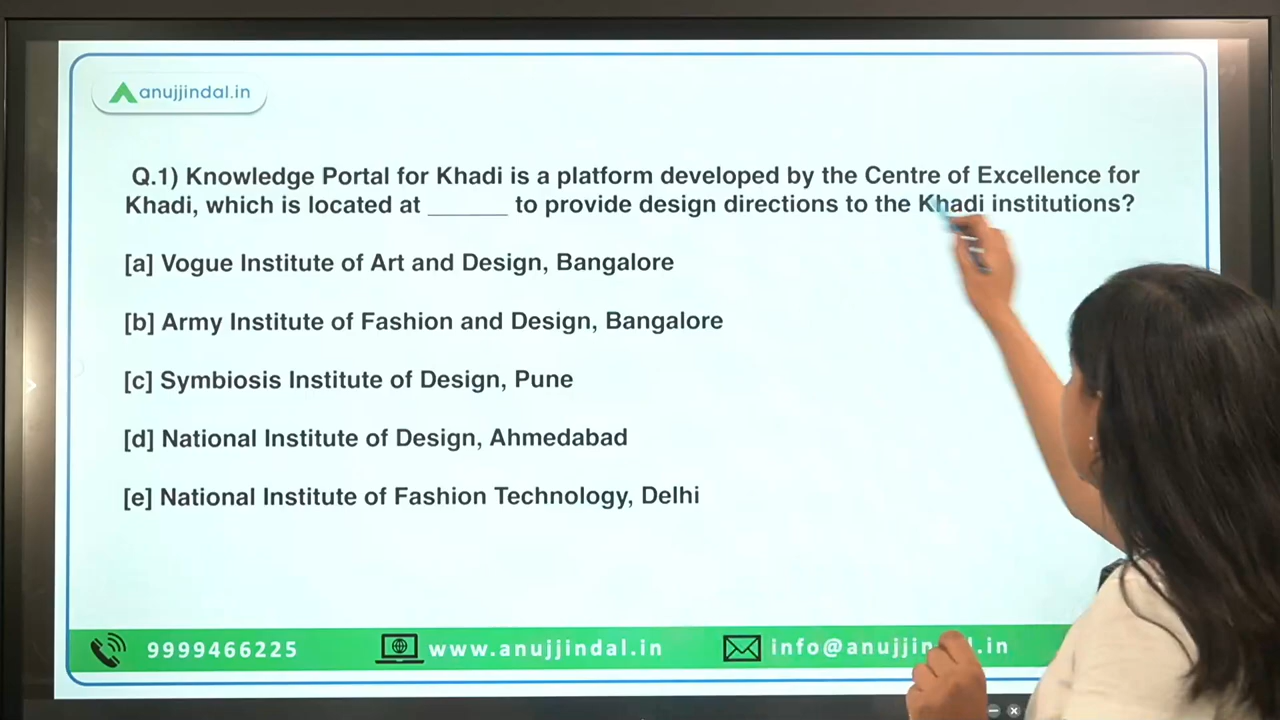 anujjindal.in
Q.1) Knowledge Portal for Khadi is a platform developed by the Centre of Excellence for
Khadi, which is located at ______ to provide design directions to the Khadi institutions?
[a] Vogue Institute of Art and Design, Bangalore
[b] Army Institute of Fashion and Design, Bangalore
[c] Symbiosis Institute of Design, Pune
[d] National Institute of Design, Ahmedabad
[e] National Institute of Fashion Technology, Delhi
9999466225 www.anujjindal.in info@anujjindal.in